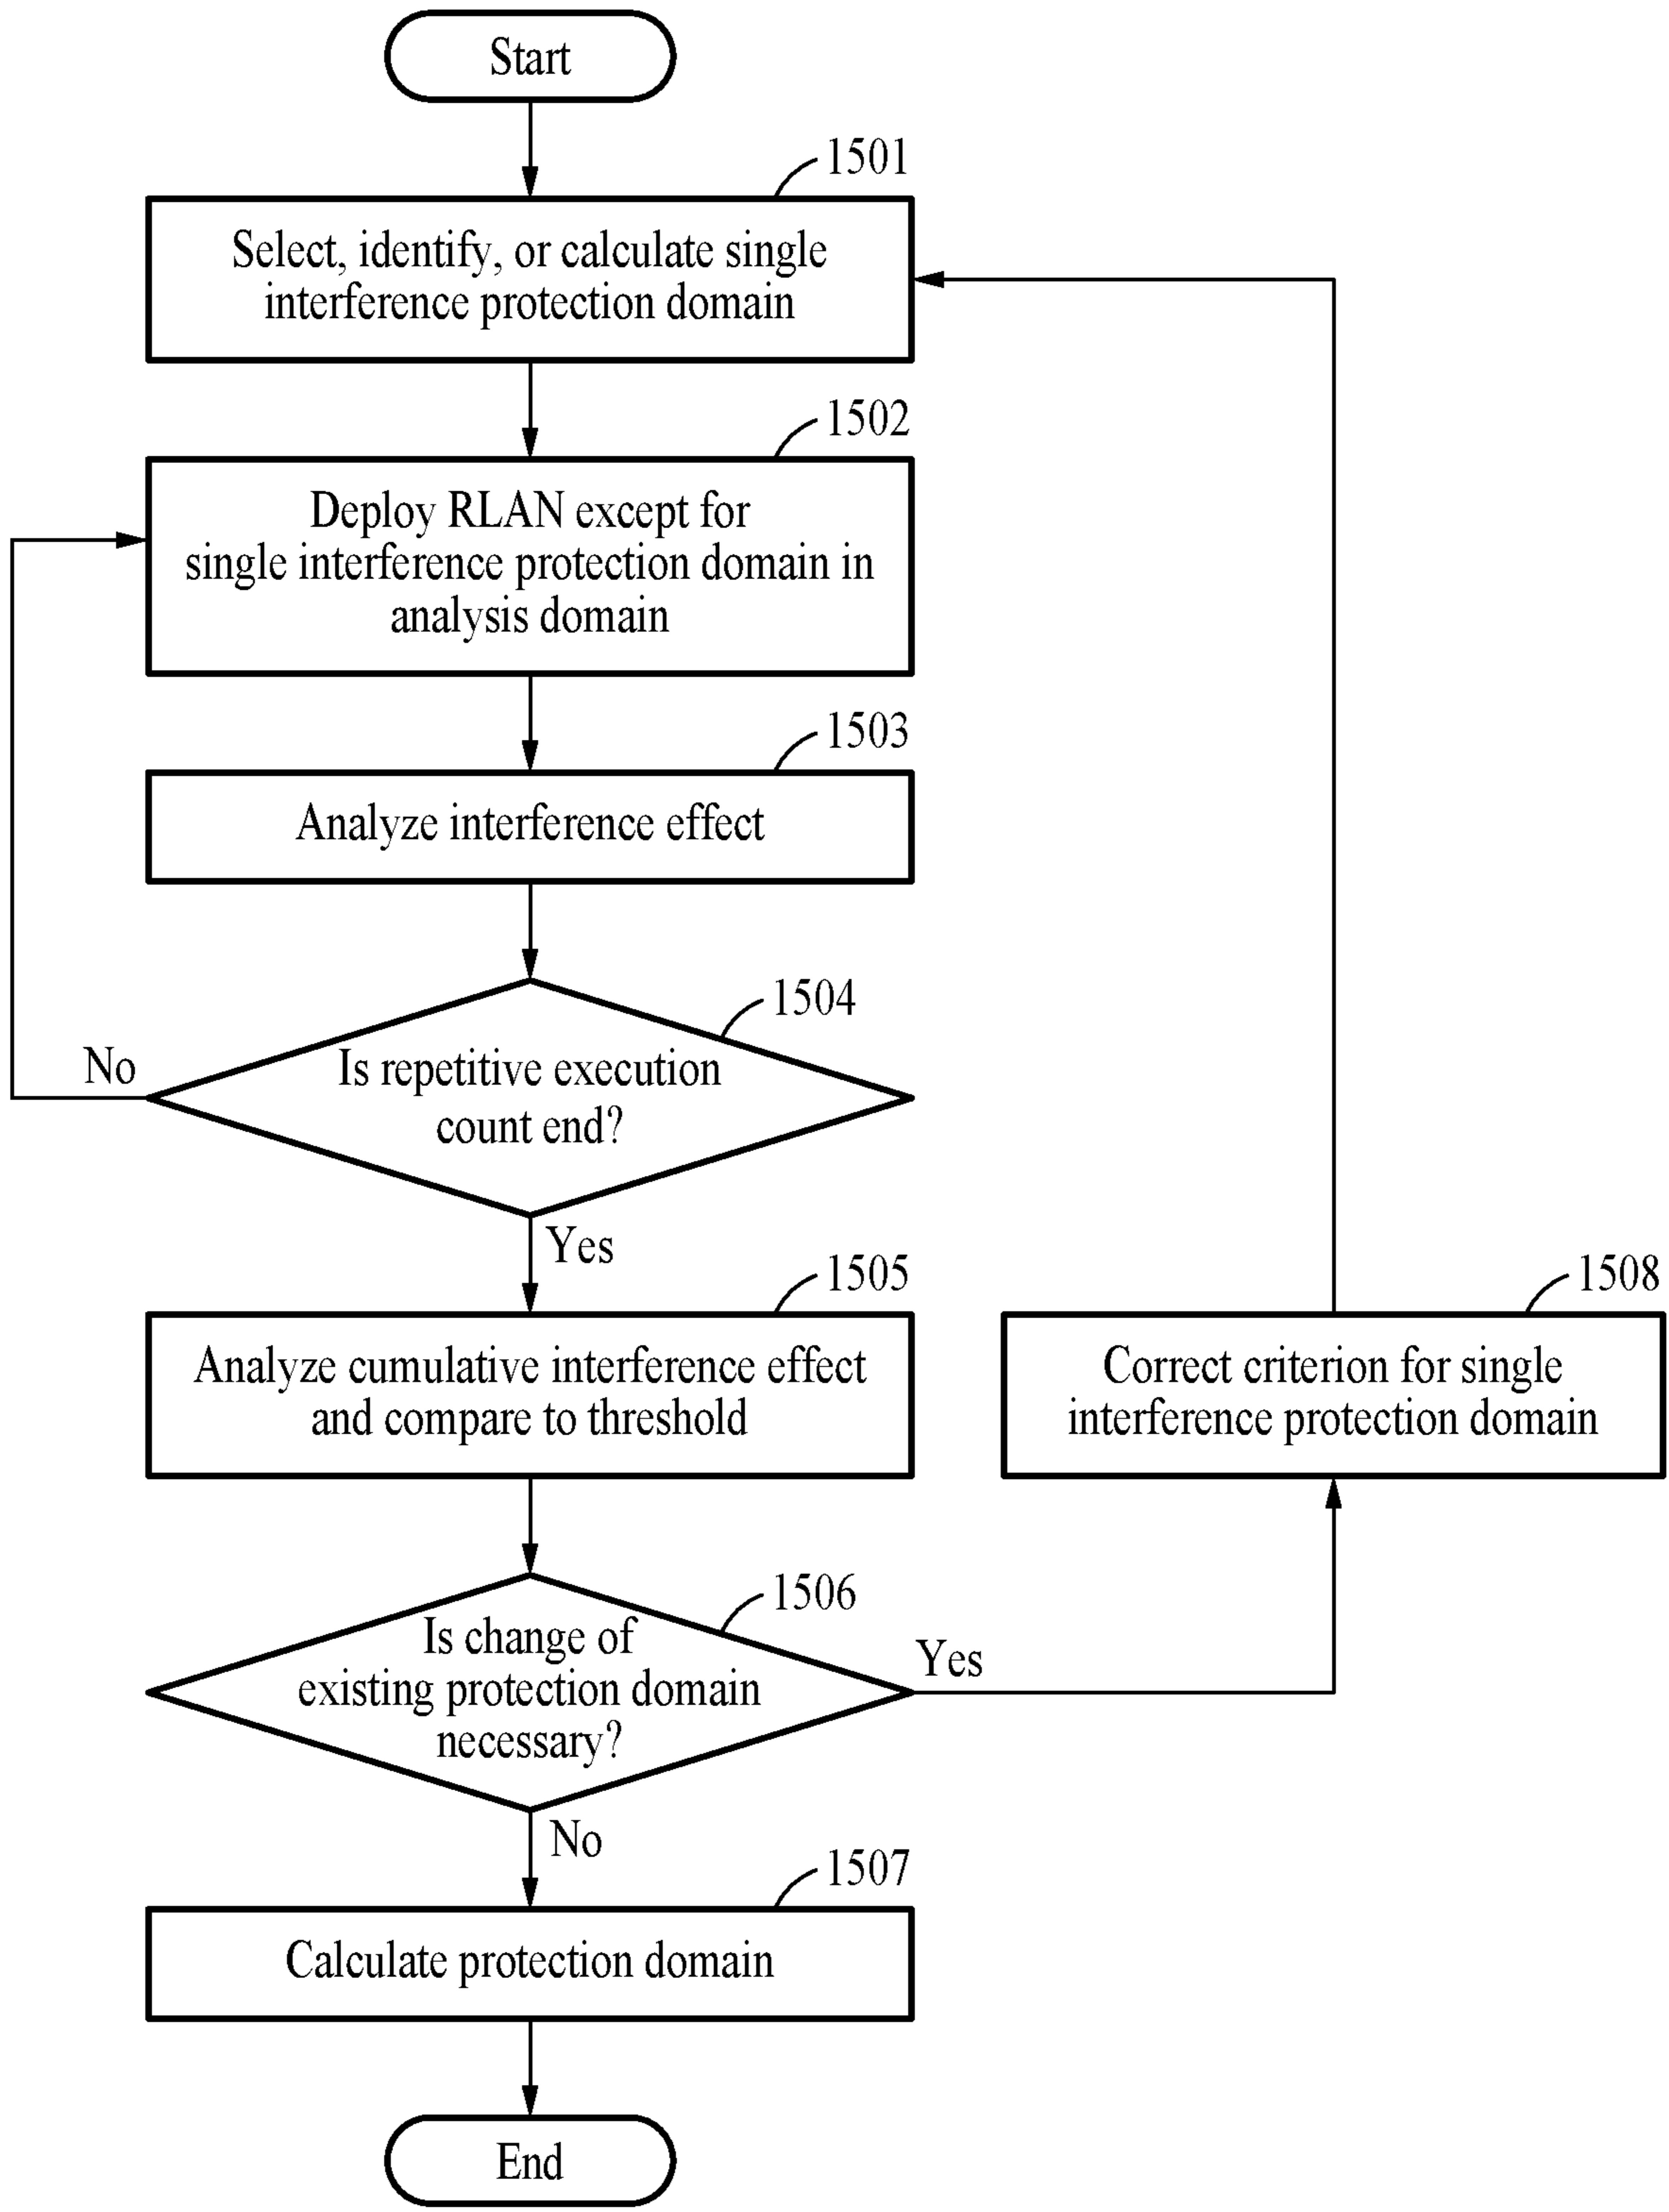 Start
1501
Select, identify, or calculate single
interference protection domain
1502
Deploy RLAN except for
single interference protection domain in
analysis domain
1503
Analyze interference effect
1504
Is repetitive execution
count end?
No
Yes
1505
Analyze cumulative interference effect
and compare to threshold
1508
Correct criterion for single
interference protection domain
1506
Is change of
existing protection domain
necessary?
Yes
No
1507
Calculate protection domain
End